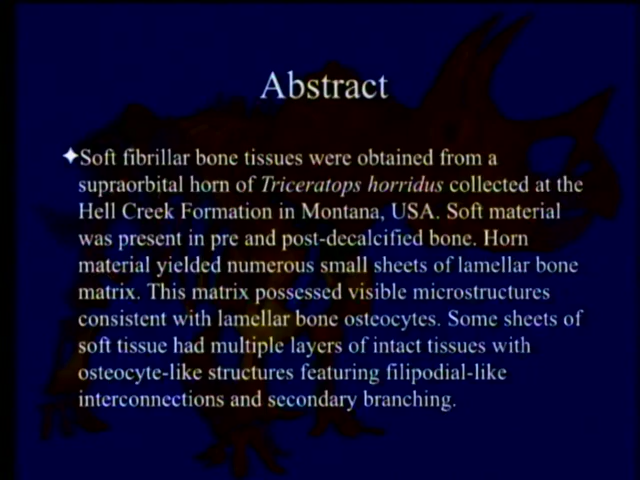 Abstract
Soft fibrillar bone tissues were obtained from a
supraorbital horn of Triceratops horridus collected at the
Hell Creek Formation in Montana, USA. Soft material
was present in pre and post-decalcified bone. Horn
material yielded numerous small sheets of lamellar bone
matrix. This matrix possessed visible microstructures
consistent with lamellar bone osteocytes. Some sheets of
soft tissue had multiple layers of intact tissues with
osteocyte-like structures featuring filipodial-like
interconnections and secondary branching.